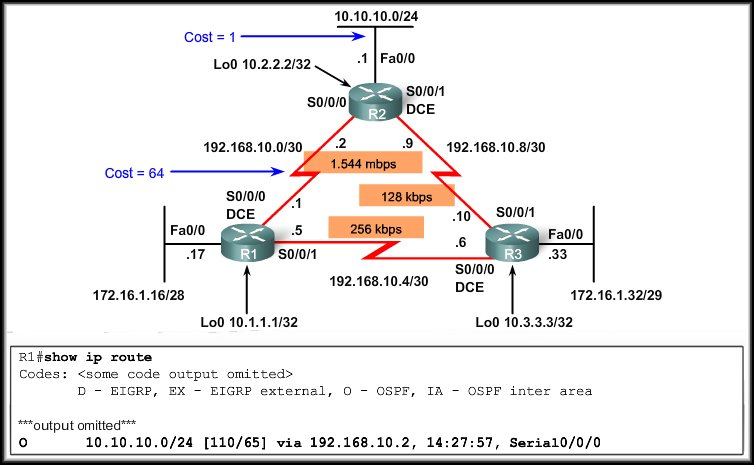 10.10.10.0/24
Cost = 1
.1 Fa0/0
Lo0 10.2.2.2/32
S0/0/0
R2
S0/0/1
DCE
192.168.10.0/30
.2
.9
192.168.10.8/30
1.544 mbps
Cost = 64
128 kbps
S0/0/0
DCE
.1
.10
S0/0/1
Fa0/0
.17
R1
.5
S0/0/1
256 kbps
.6
R3
Fa0/0
.33
192.168.10.4/30
S0/0/0
DCE
172.16.1.16/28
172.16.1.32/29
Lo0 10.1.1.1/32
Lo0 10.3.3.3/32
R1#show ip route
Codes: <some code output omitted>
D - EIGRP, EX - EIGRP external, O - OSPF, IA - OSPF inter area
***output omitted***
O 10.10.10.0/24 [110/65] via 192.168.10.2, 14:27:57, Serial0/0/0